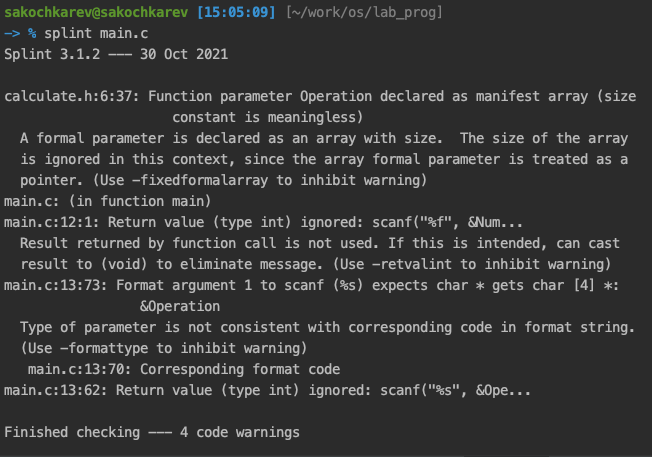 sakochkarev@sakochkarev [15:05:09] [~/work/os/lab_prog]
-> % splint main.c
Splint 3.1.2 --- 30 Oct 2021
calculate.h:6:37: Function parameter Operation declared as manifest array (size
constant is meaningless)
A formal parameter is declared as an array with size.  The size of the array
is ignored in this context, since the array formal parameter is treated as a
pointer. (Use -fixedformalarray to inhibit warning)
main.c: (in function main)
main.c:12:1: Return value (type int) ignored: scanf("%f", &Num...
Result returned by function call is not used. If this is intended, can cast
result to (void) to eliminate message. (Use -retvalint to inhibit warning)
main.c:13:73: Format argument 1 to scanf (%s) expects char * gets char [4] *:
&Operation
Type of parameter is not consistent with corresponding code in format string.
(Use -formattype to inhibit warning)
main.c:13:70: Corresponding format code
main.c:13:62: Return value (type int) ignored: scanf("%s", &Ope...
Finished checking --- 4 code warnings